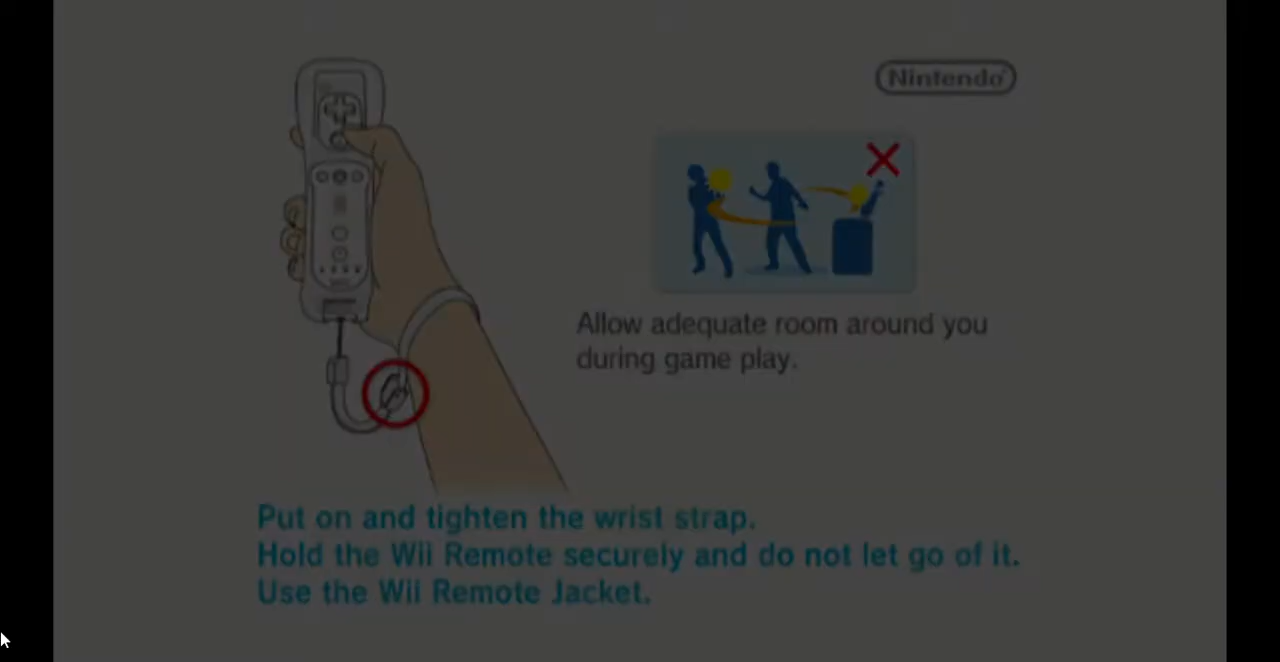 Nintendo
Allow adequate room around you
during game play.
Put on and tighten the wrist strap.
Hold the Wii Remote securely and do not let go of it.
Use the Wii Remote Jacket.